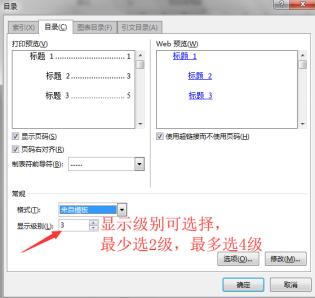 目录
索引(X) 目录(C) 图表目录(F) 引文目录(A)
打印预览(V) Web 预览(W)
标题 1 ........................ 1 标题 1
标题 2 .................... 3 标题 2
标题 3 ................ 5 标题 3
显示页码(S) 使用超链接而不使用页码(H)
页码右对齐(R)
制表符前导符(B): ......
常规
格式(T): 来自模板
显示级别(L): 3
显示级别可选择，
最少选2级，最多选4级
选项(O)... 修改(M)...
确定 取消